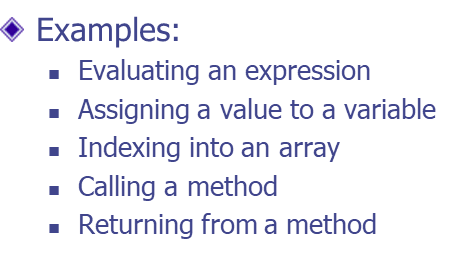 Examples:
Evaluating an expression
Assigning a value to a variable
Indexing into an array
Calling a method
Returning from a method